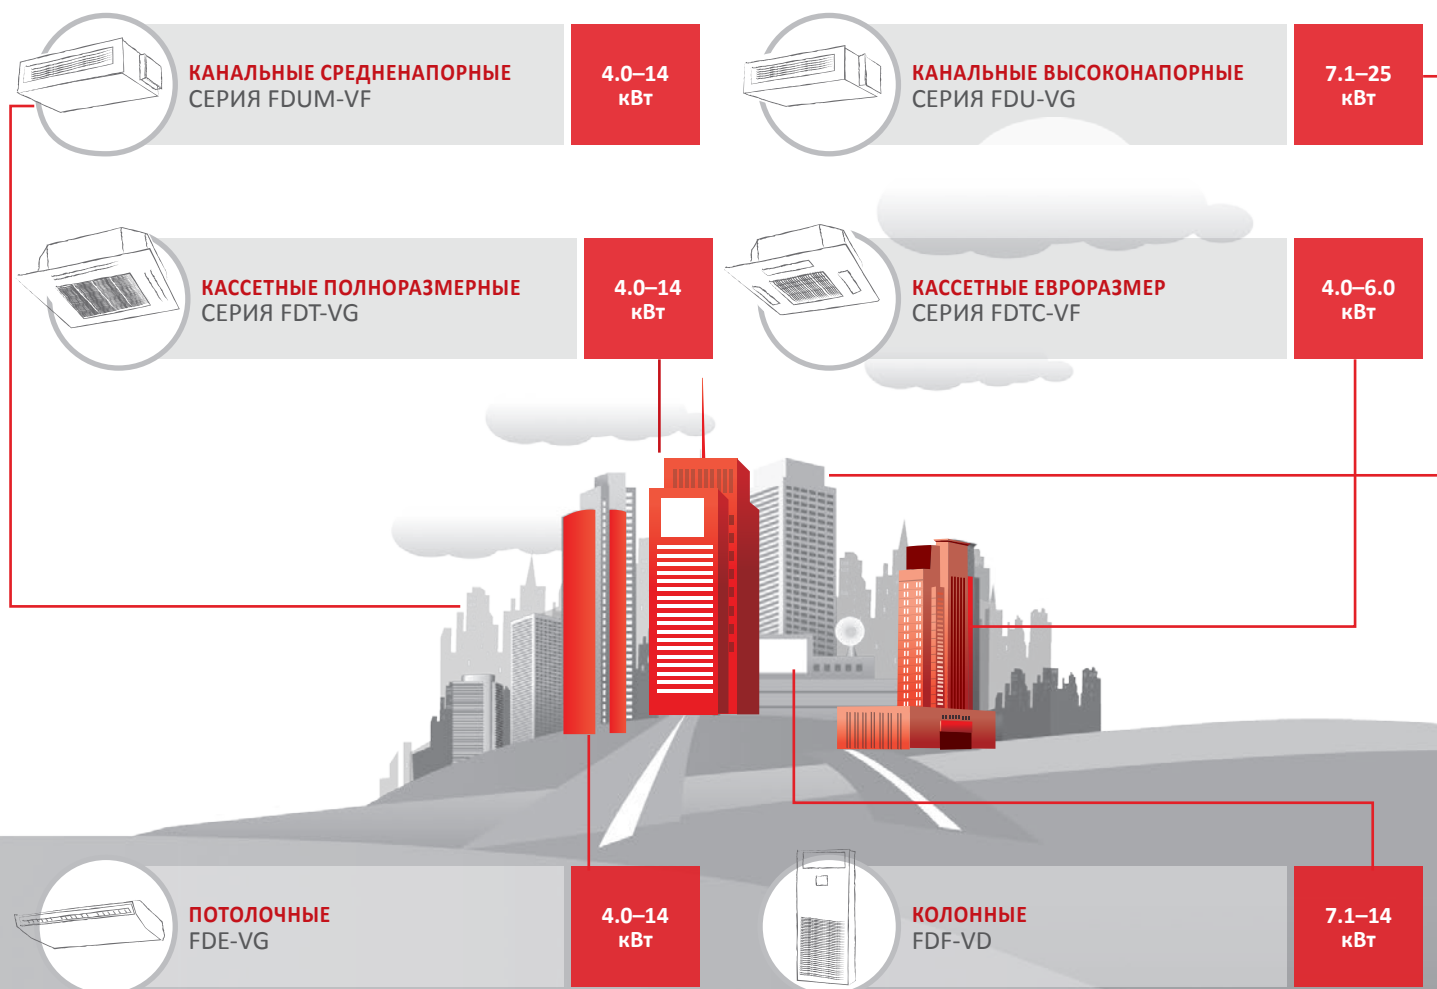 КАНАЛЬНЫЕ СРЕДНЕНАПОРНЫЕ
СЕРИЯ FDUM-VF
4.0–14
кВт
КАНАЛЬНЫЕ ВЫСОКОНАПОРНЫЕ
СЕРИЯ FDU-VG
7.1–25
кВт
КАССЕТНЫЕ ПОЛНОРАЗМЕРНЫЕ
СЕРИЯ FDT-VG
4.0–14
кВт
КАССЕТНЫЕ ЕВРОРАЗМЕР
СЕРИЯ FDTC-VF
4.0–6.0
кВт
ПОТОЛОЧНЫЕ
FDE-VG
4.0–14
кВт
КОЛОННЫЕ
FDF-VD
7.1–14
кВт